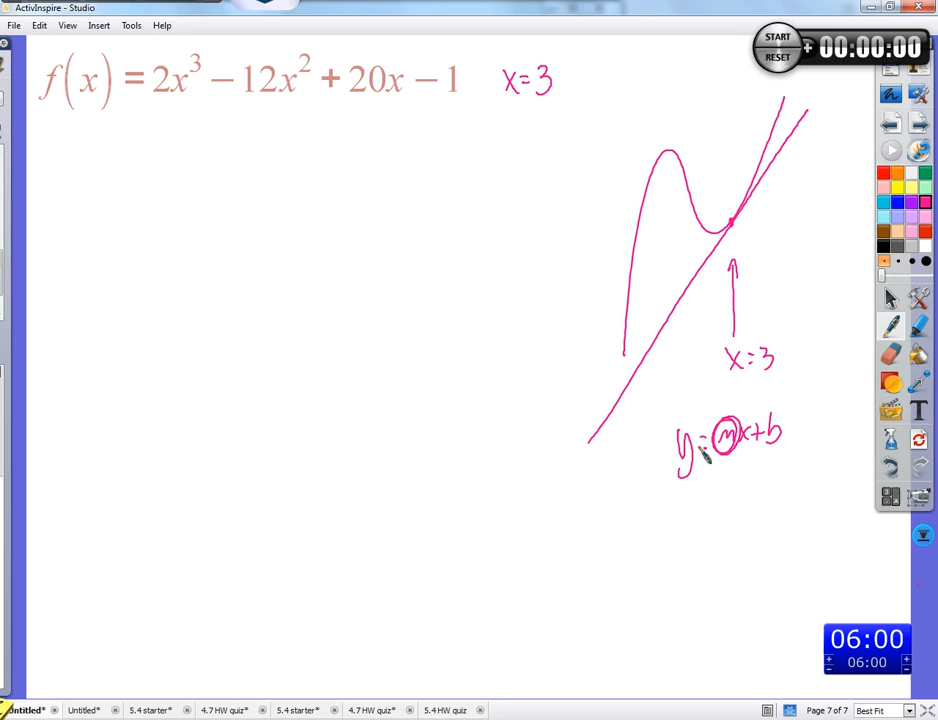 ActivInspire - Studio
File Edit View Insert Tools Help
START
RESET
00:00:00
f(x) = 2x³ − 12x² + 20x − 1 x=3
x=3
y=mx+b
T
06:00
06:00
Untitled* Untitled* 5.4 starter* 4.7 HW quiz* 5.4 starter* 4.7 HW quiz* 5.4 HW quiz Page 7 of 7 Best Fit